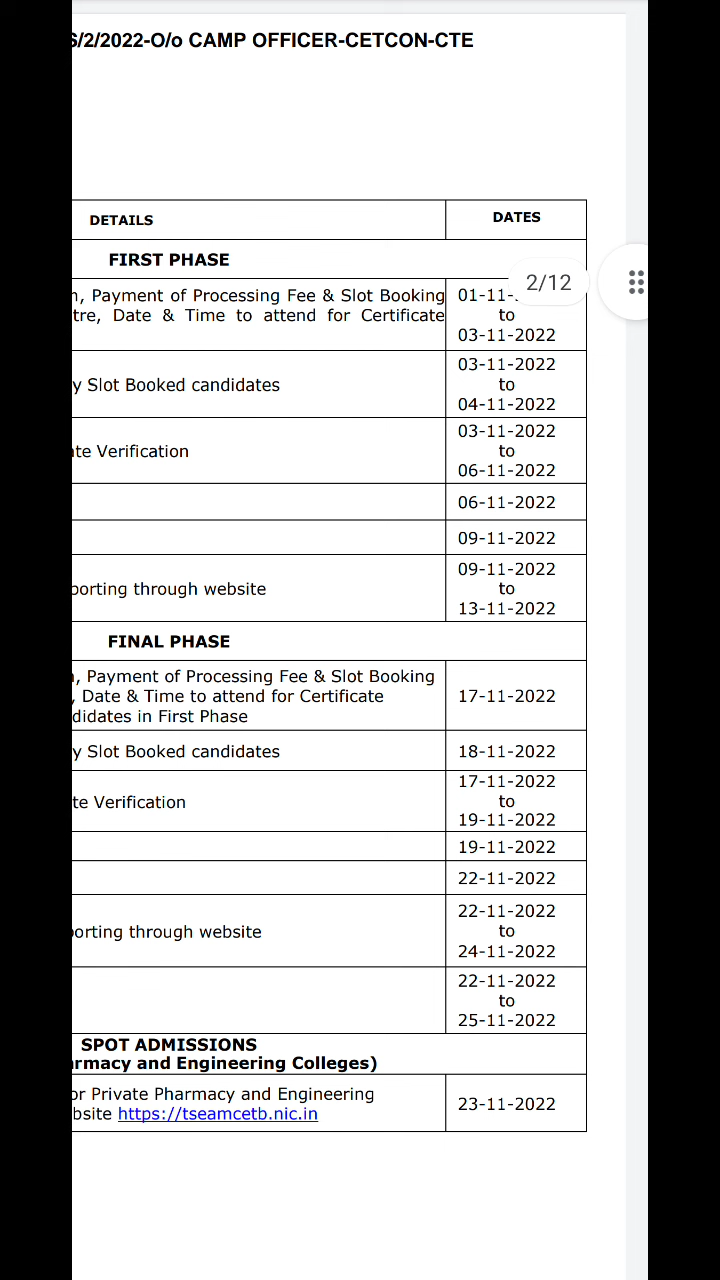 /2/2022-O/o CAMP OFFICER-CETCON-CTE
DETAILS
DATES
FIRST PHASE
2/12
, Payment of Processing Fee & Slot Booking
tre, Date & Time to attend for Certificate
01-11-
to
03-11-2022
y Slot Booked candidates
03-11-2022
to
04-11-2022
te Verification
03-11-2022
to
06-11-2022
06-11-2022
09-11-2022
porting through website
09-11-2022
to
13-11-2022
FINAL PHASE
, Payment of Processing Fee & Slot Booking
, Date & Time to attend for Certificate
didates in First Phase
17-11-2022
y Slot Booked candidates
18-11-2022
te Verification
17-11-2022
to
19-11-2022
19-11-2022
22-11-2022
orting through website
22-11-2022
to
24-11-2022
22-11-2022
to
25-11-2022
SPOT ADMISSIONS
rmacy and Engineering Colleges)
or Private Pharmacy and Engineering
bsite https://tseamcetb.nic.in
23-11-2022